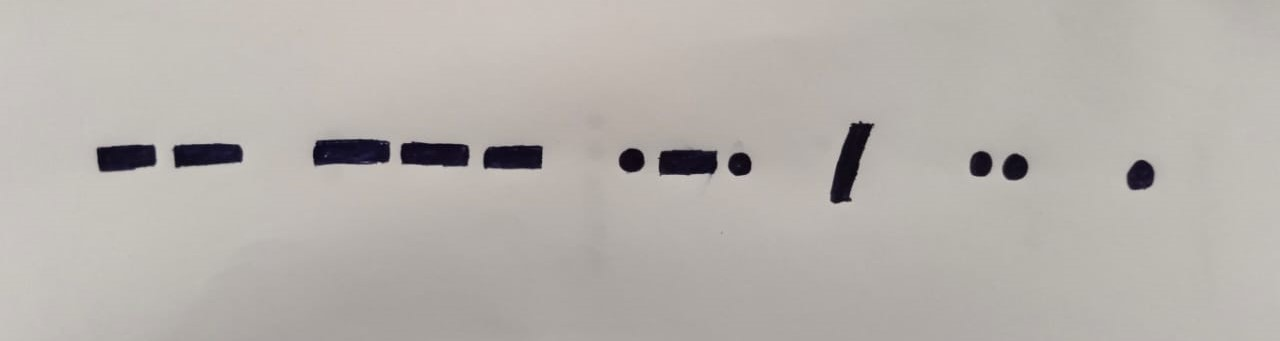 -- --- .-. / .. .